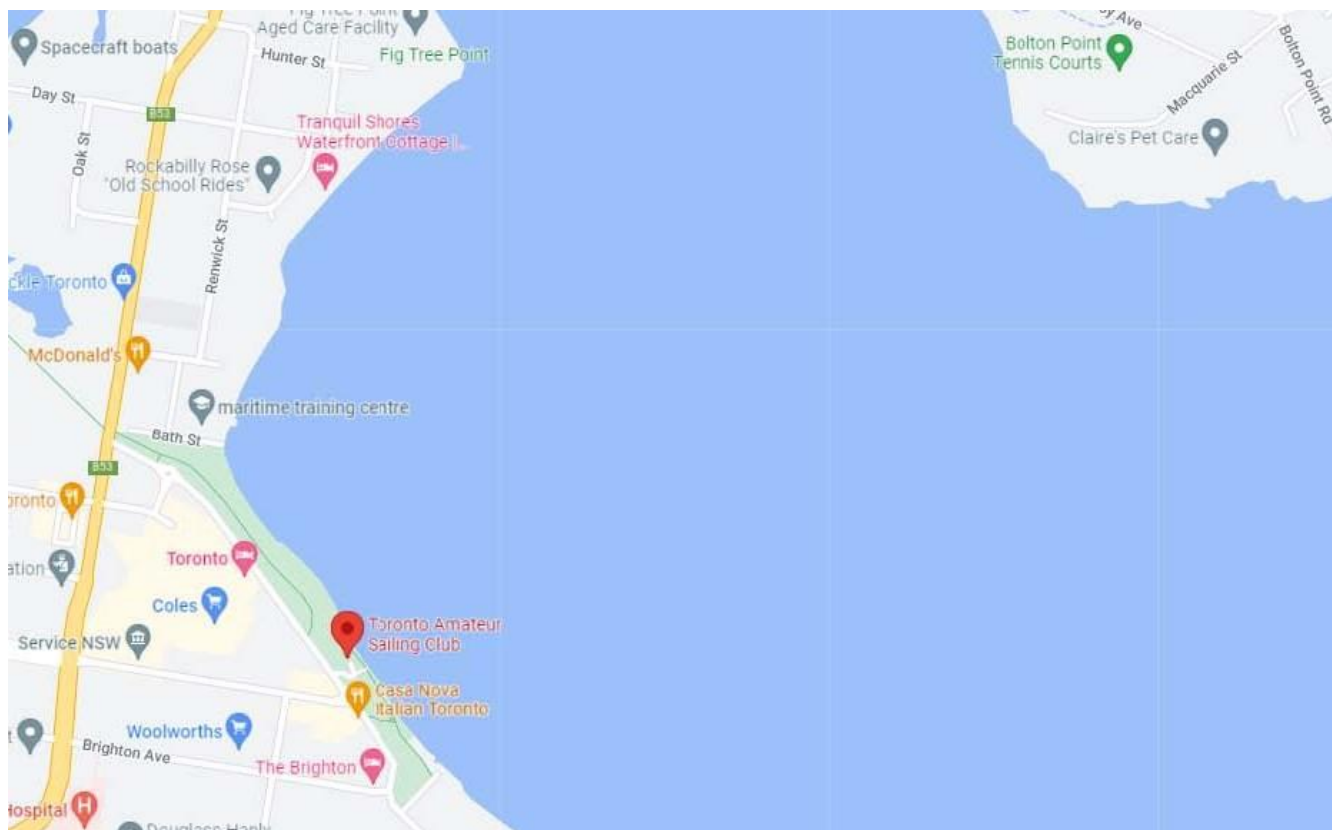 Fig Tree Point
Aged Care Facility
Spacecraft boats
Hunter St
Fig Tree Point
Bolton Point
Tennis Courts
Macquarie St
Bolton Point Rd
Day St
B53
Oak St
Tranquil Shores
Waterfront Cottage |...
Claire's Pet Care
Rockabilly Rose
"Old School Rides"
Renwick St
Toronto
McDonald's
maritime training centre
Bath St
B53
Toronto
Coles
Toronto Amateur
Sailing Club
Service NSW
Casa Nova
Italian Toronto
Woolworths
Brighton Ave
The Brighton
Hospital